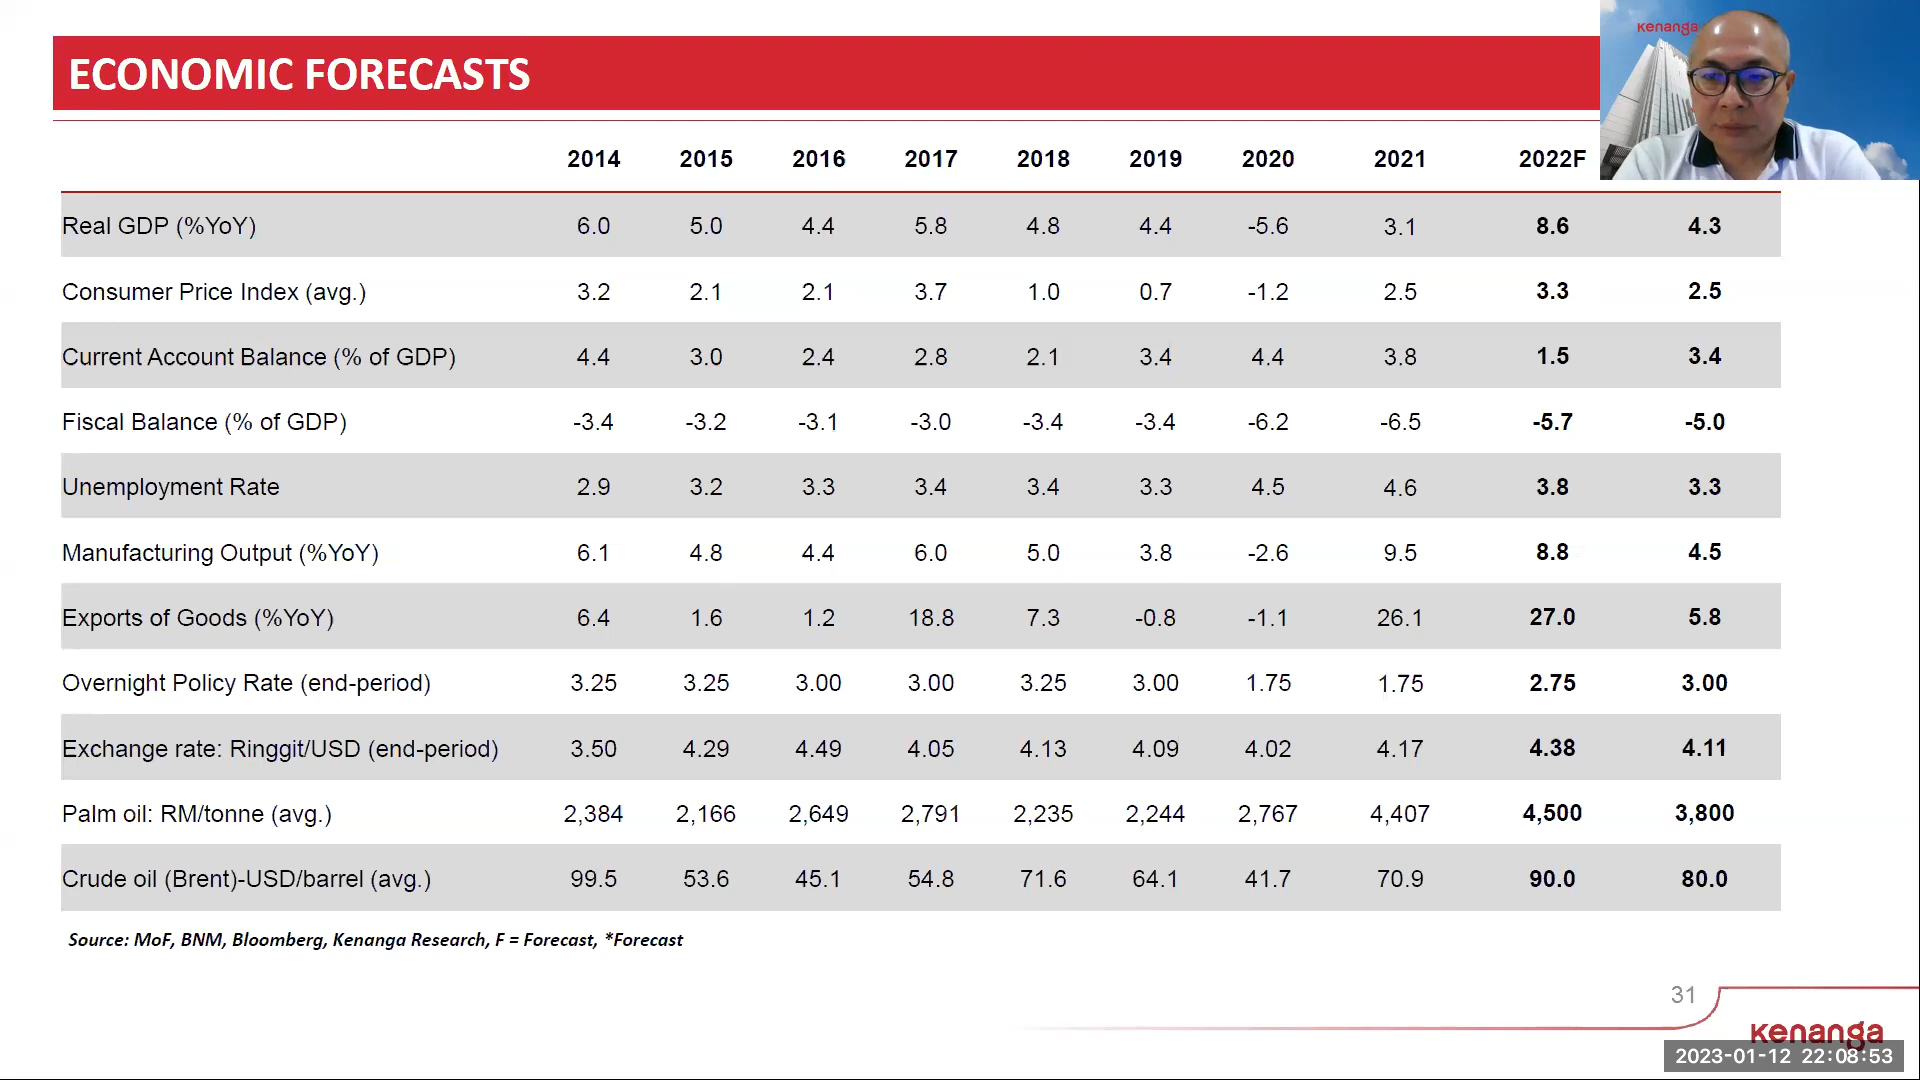 ECONOMIC FORECASTS
kenanga
2014 2015 2016 2017 2018 2019 2020 2021 2022F
Real GDP (%YoY) 6.0 5.0 4.4 5.8 4.8 4.4 -5.6 3.1 8.6 4.3
Consumer Price Index (avg.) 3.2 2.1 2.1 3.7 1.0 0.7 -1.2 2.5 3.3 2.5
Current Account Balance (% of GDP) 4.4 3.0 2.4 2.8 2.1 3.4 4.4 3.8 1.5 3.4
Fiscal Balance (% of GDP) -3.4 -3.2 -3.1 -3.0 -3.4 -3.4 -6.2 -6.5 -5.7 -5.0
Unemployment Rate 2.9 3.2 3.3 3.4 3.4 3.3 4.5 4.6 3.8 3.3
Manufacturing Output (%YoY) 6.1 4.8 4.4 6.0 5.0 3.8 -2.6 9.5 8.8 4.5
Exports of Goods (%YoY) 6.4 1.6 1.2 18.8 7.3 -0.8 -1.1 26.1 27.0 5.8
Overnight Policy Rate (end-period) 3.25 3.25 3.00 3.00 3.25 3.00 1.75 1.75 2.75 3.00
Exchange rate: Ringgit/USD (end-period) 3.50 4.29 4.49 4.05 4.13 4.09 4.02 4.17 4.38 4.11
Palm oil: RM/tonne (avg.) 2,384 2,166 2,649 2,791 2,235 2,244 2,767 4,407 4,500 3,800
Crude oil (Brent)-USD/barrel (avg.) 99.5 53.6 45.1 54.8 71.6 64.1 41.7 70.9 90.0 80.0
Source: MoF, BNM, Bloomberg, Kenanga Research, F = Forecast, *Forecast
31
kenanga
2023-01-12 22:08:53